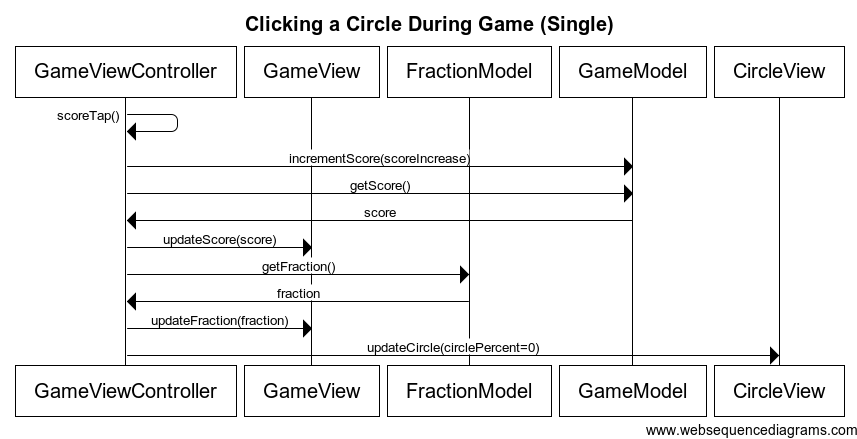 Clicking a Circle During Game (Single)
GameViewController GameView FractionModel GameModel CircleView
scoreTap()
incrementScore(scoreIncrease)
getScore()
score
updateScore(score)
getFraction()
fraction
updateFraction(fraction)
updateCircle(circlePercent=0)
GameViewController GameView FractionModel GameModel CircleView
www.websequencediagrams.com